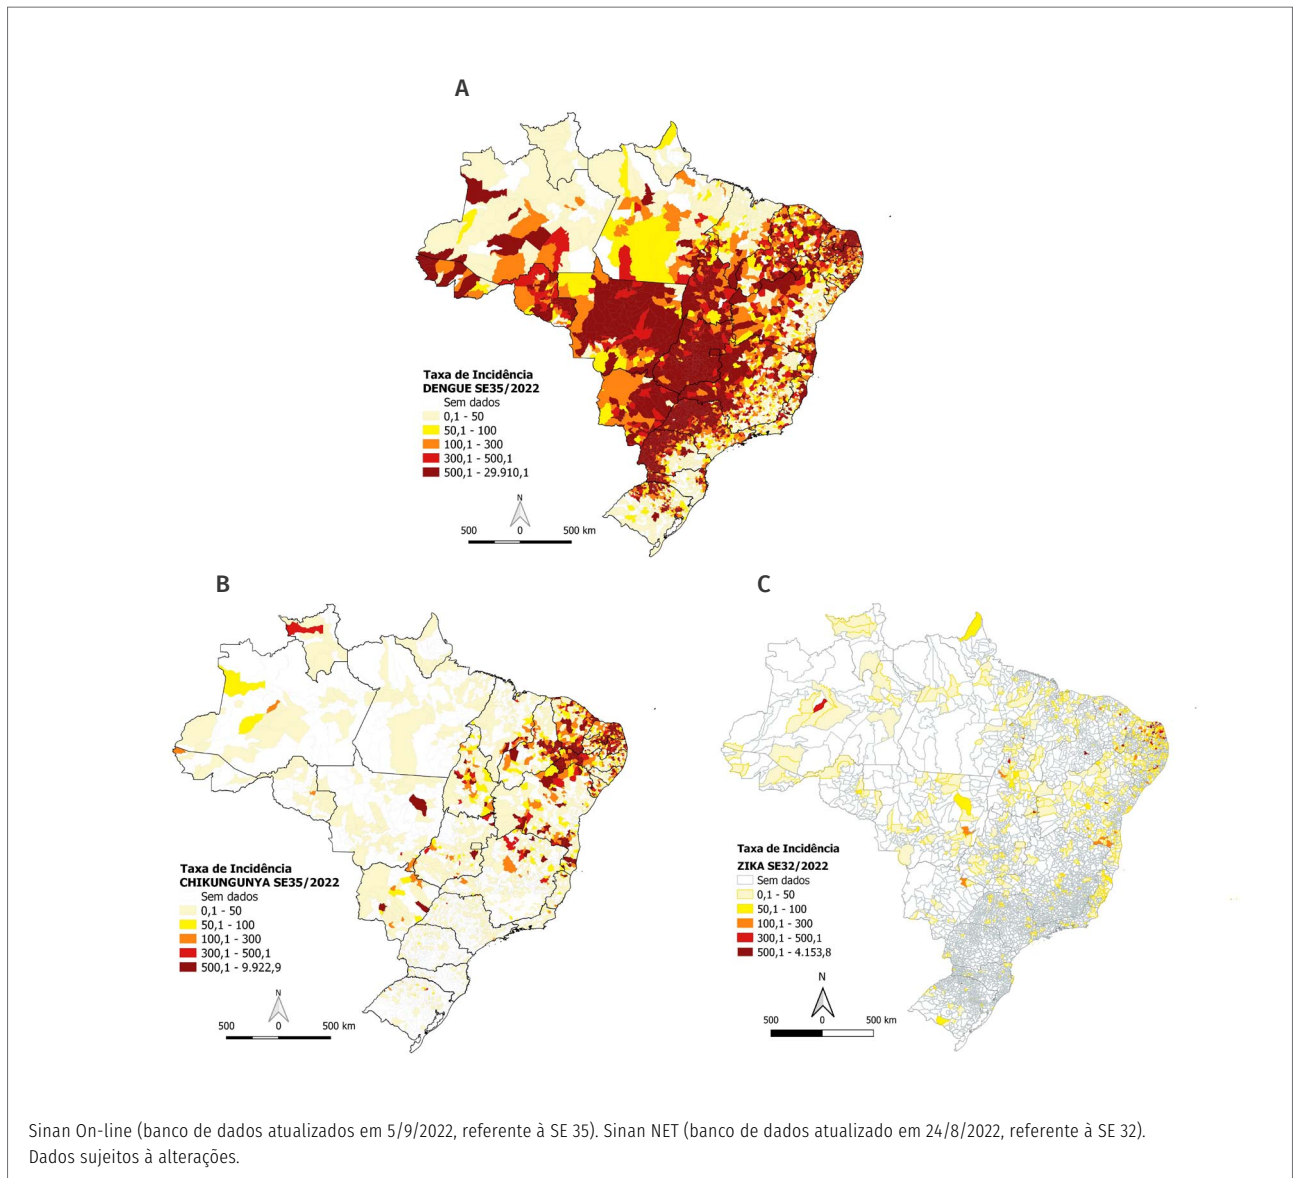 A
Taxa de Incidência
DENGUE SE35/2022
Sem dados
0,1 - 50
50,1 - 100
100,1 - 300
300,1 - 500,1
500,1 - 29.910,1
N
500 0 500 km
B
Taxa de Incidência
CHIKUNGUNYA SE35/2022
Sem dados
0,1 - 50
50,1 - 100
100,1 - 300
300,1 - 500,1
500,1 - 9.922,9
N
500 0 500 km
C
Taxa de Incidência
ZIKA SE32/2022
Sem dados
0,1 - 50
50,1 - 100
100,1 - 300
300,1 - 500,1
500,1 - 4.153,8
N
500 0 500 km
Sinan On-line (banco de dados atualizados em 5/9/2022, referente à SE 35). Sinan NET (banco de dados atualizado em 24/8/2022, referente à SE 32).
Dados sujeitos à alterações.